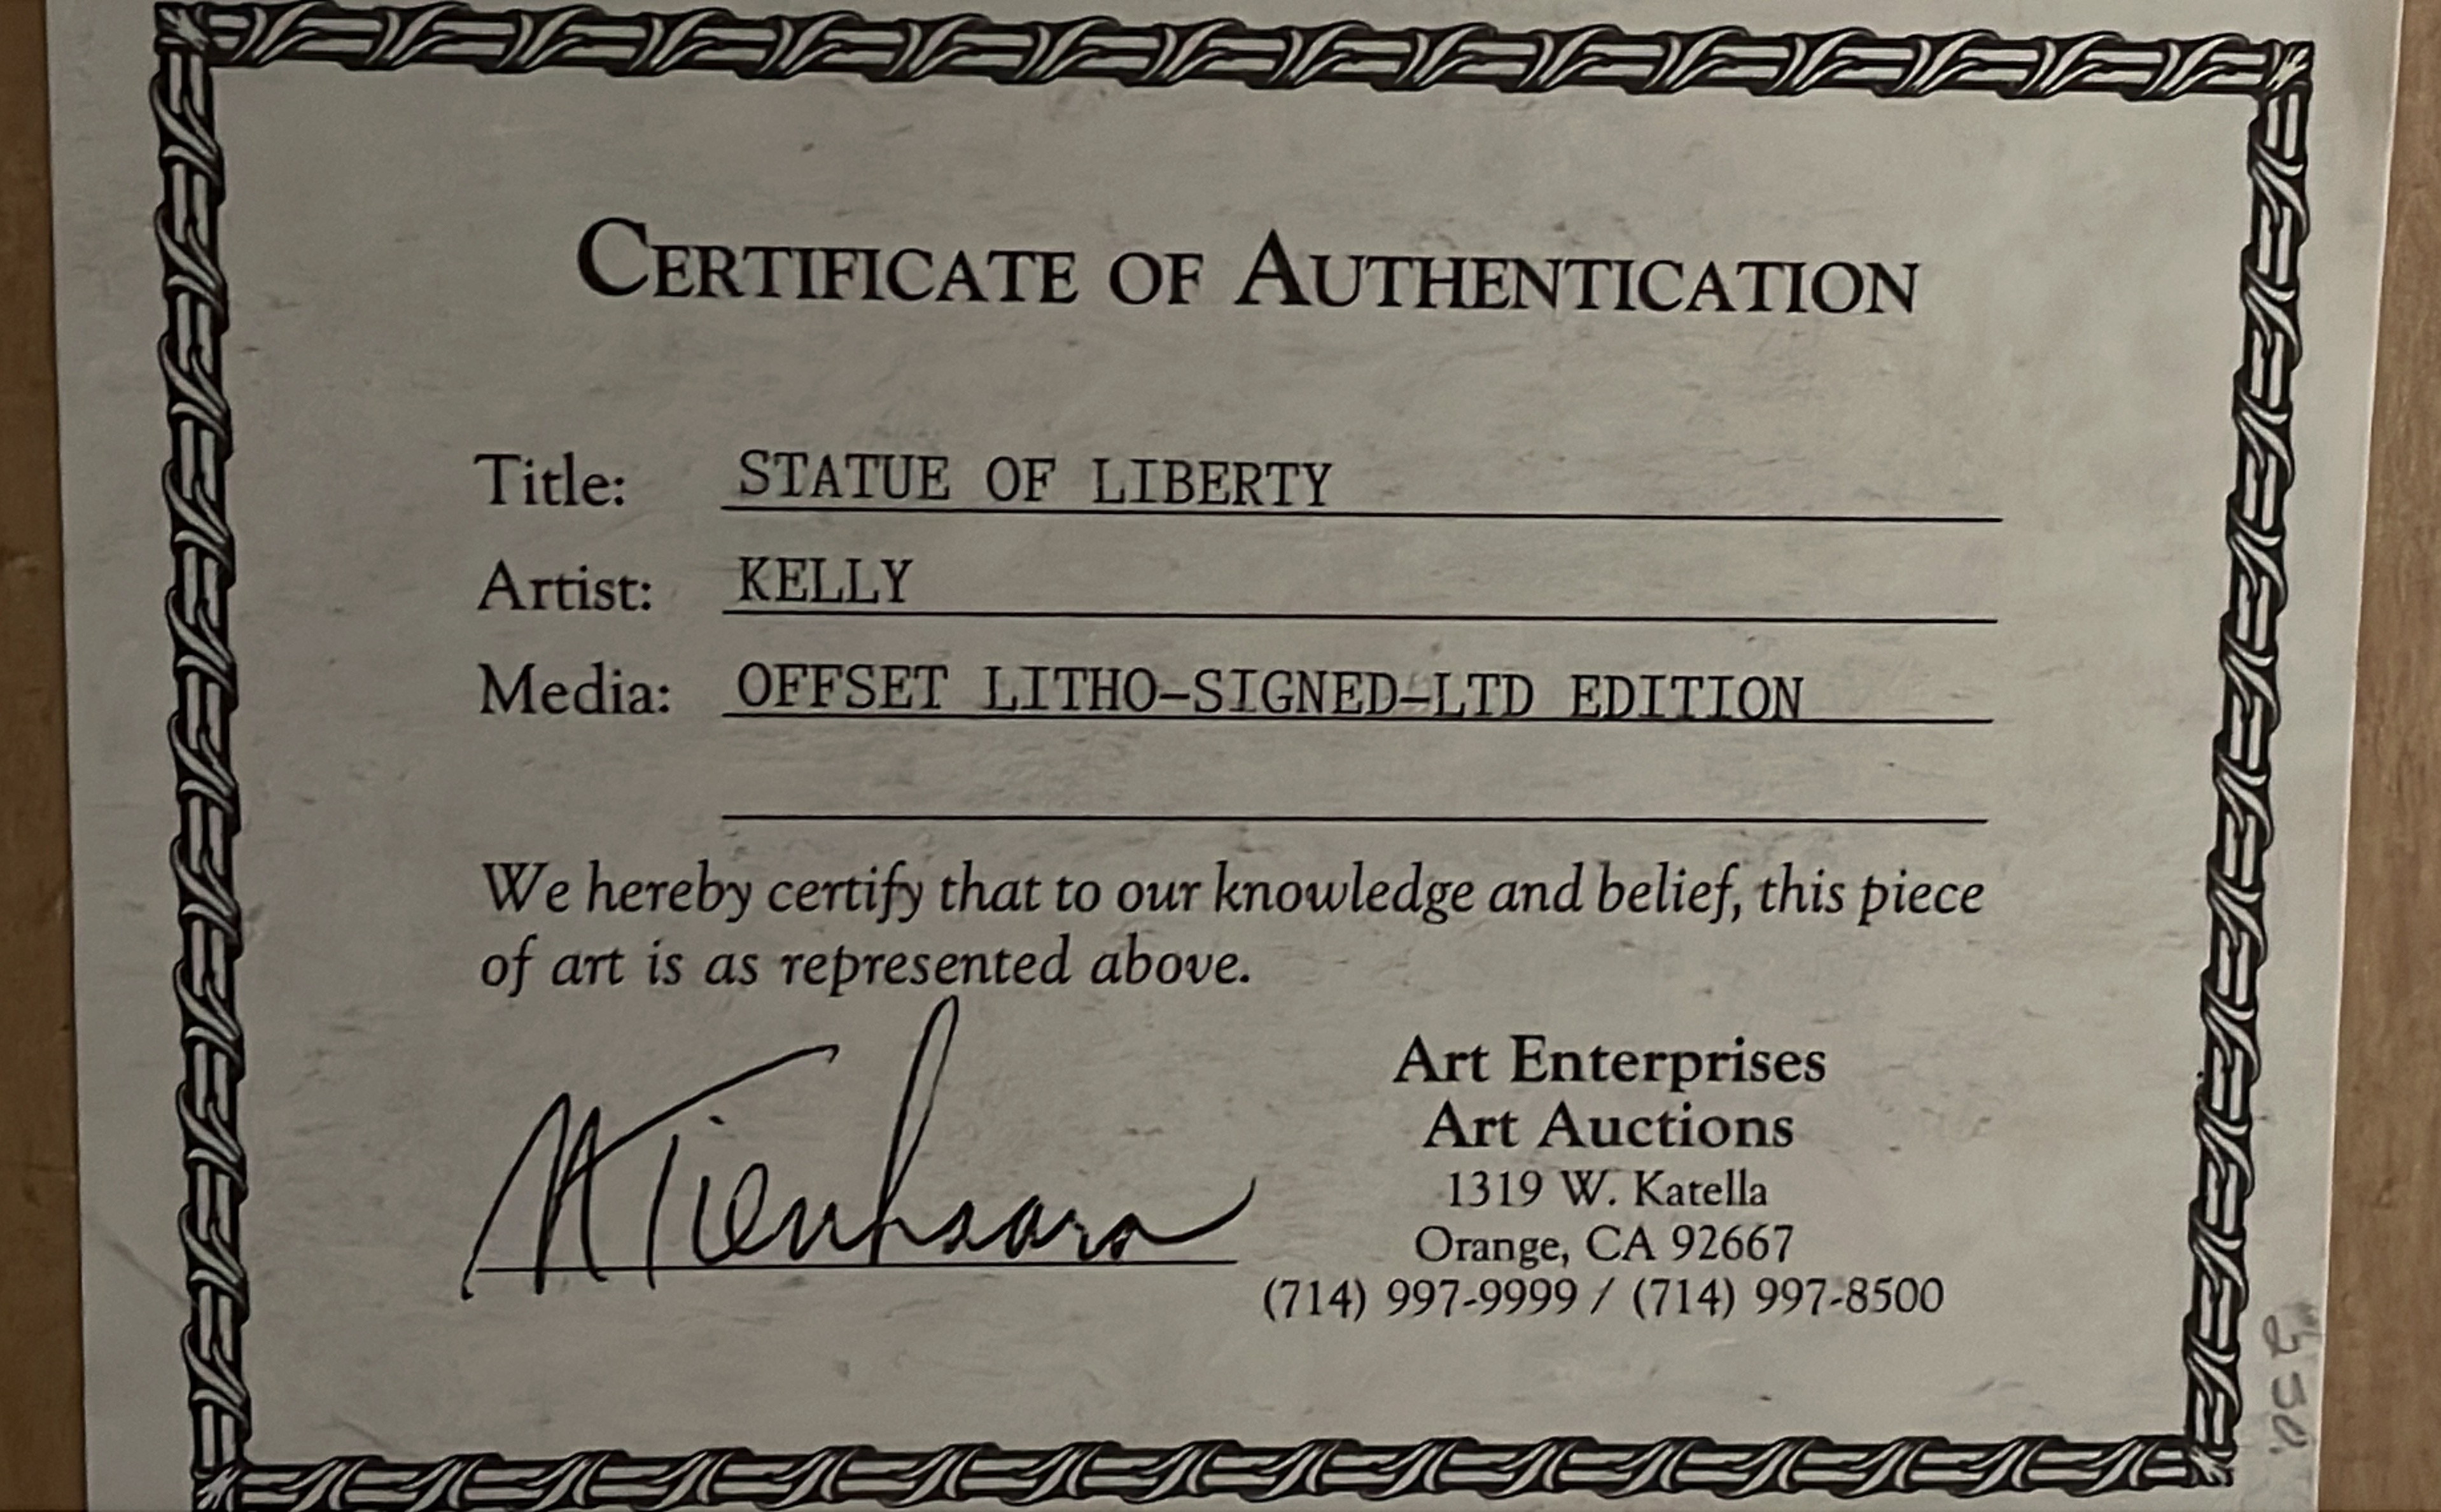 CERTIFICATE OF AUTHENTICATION
Title: STATUE OF LIBERTY
Artist: KELLY
Media: OFFSET LITHO-SIGNED-LTD EDITION
We hereby certify that to our knowledge and belief, this piece
of art is as represented above.
Art Enterprises
Art Auctions
1319 W. Katella
Orange, CA 92667
(714) 997-9999 / (714) 997-8500